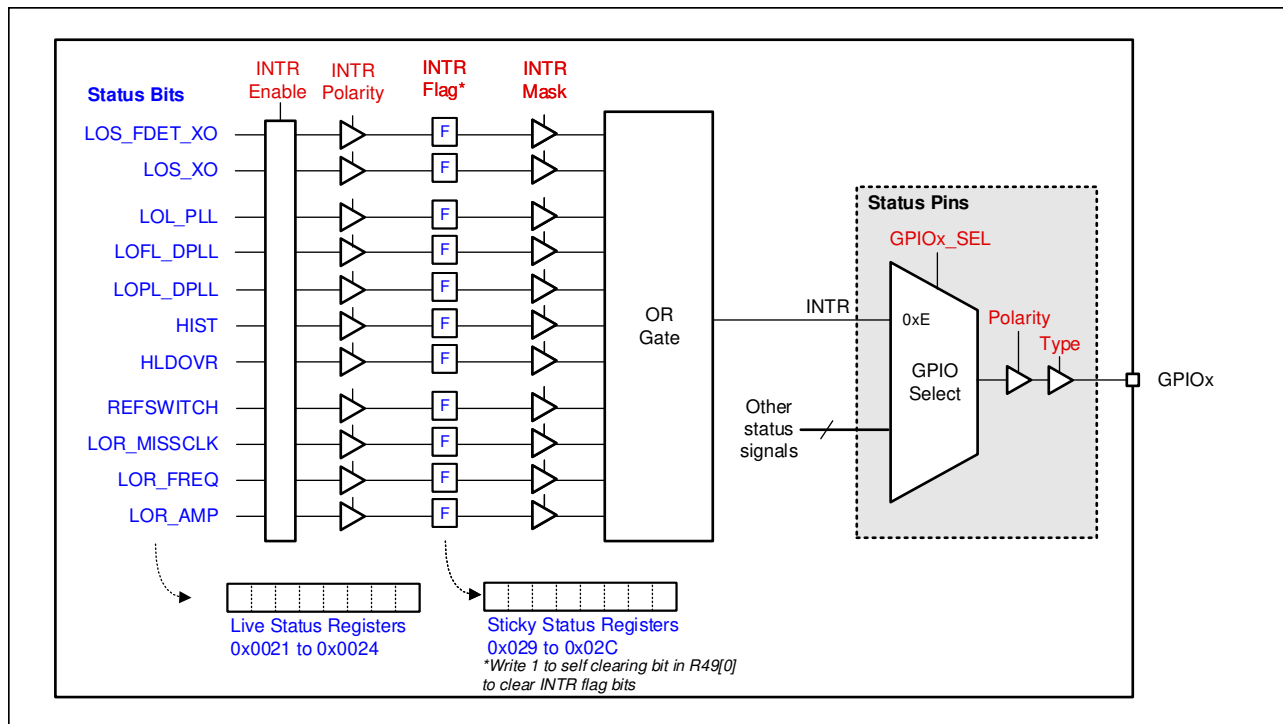 Status Bits
INTR
Enable
INTR
Polarity
INTR
Flag*
INTR
Mask
LOS_FDET_XO
F
LOS_XO
F
LOL_PLL
F
LOFL_DPLL
F
LOPL_DPLL
F
HIST
F
HLDOVR
F
REFSWITCH
F
LOR_MISSCLK
F
LOR_FREQ
F
LOR_AMP
F
OR
Gate
INTR
Status Pins
GPIOx_SEL
0xE
GPIO
Select
Polarity
Type
GPIOx
Other
status
signals
Live Status Registers
0x0021 to 0x0024
Sticky Status Registers
0x029 to 0x02C
*Write 1 to self clearing bit in R49[0]
to clear INTR flag bits